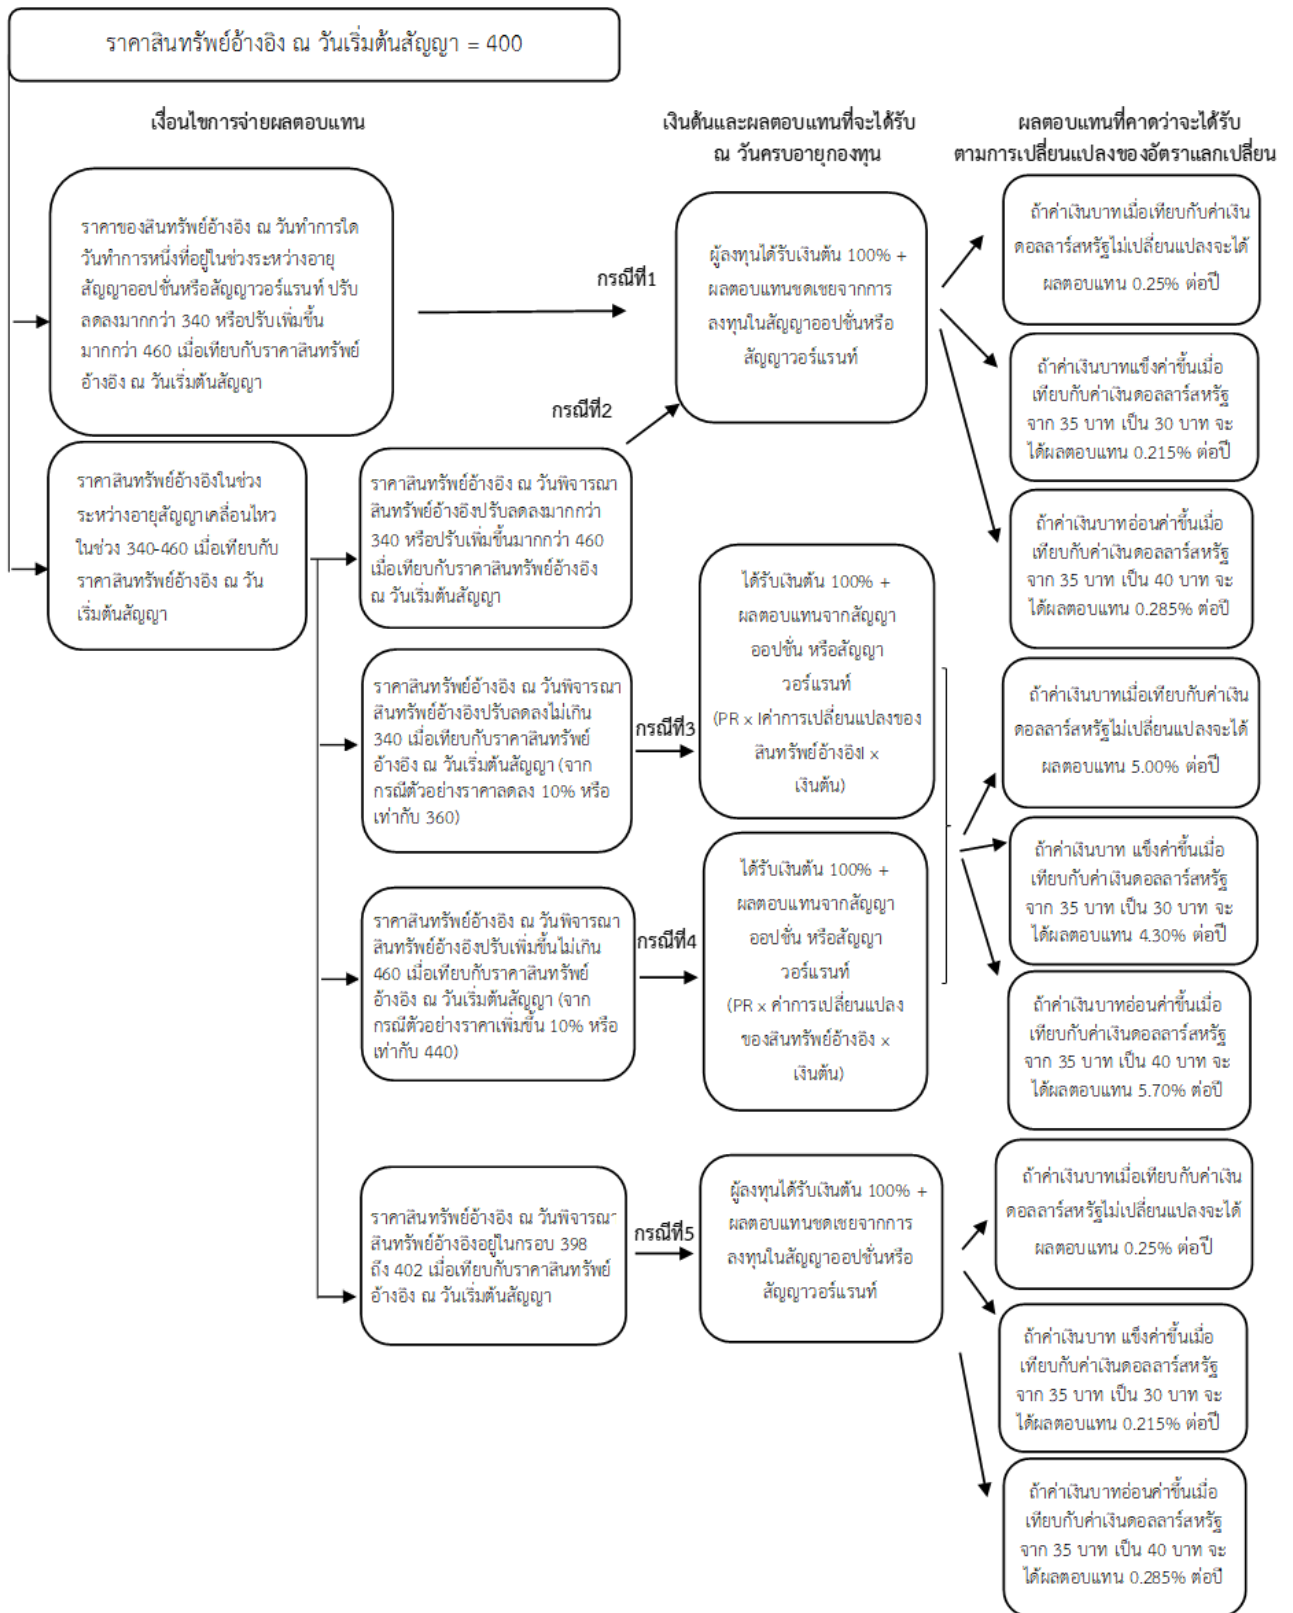 ราคาสินทรัพย์อ้างอิง ณ วันเริ่มต้นสัญญา = 400
เงื่อนไขการจ่ายผลตอบแทน
เงินต้นและผลตอบแทนที่จะได้รับ
ณ วันครบอายุกองทุน
ผลตอบแทนที่คาดว่าจะได้รับ
ตามการเปลี่ยนแปลงของอัตราแลกเปลี่ยน
ราคาของสินทรัพย์อ้างอิง ณ วันทำการใด
วันทำการหนึ่งที่อยู่ในช่วงระหว่างอายุ
สัญญาออปชั่นหรือสัญญาวอร์แรนท์ ปรับ
ลดลงมากกว่า 340 หรือปรับเพิ่มขึ้น
มากกว่า 460 เมื่อเทียบกับราคาสินทรัพย์
อ้างอิง ณ วันเริ่มต้นสัญญา
กรณีที่1
ผู้ลงทุนได้รับเงินต้น 100% +
ผลตอบแทนชดเชยจากการ
ลงทุนในสัญญาออปชั่นหรือ
สัญญาวอร์แรนท์
ถ้าค่าเงินบาทเมื่อเทียบกับค่าเงิน
ดอลลาร์สหรัฐไม่เปลี่ยนแปลงจะได้
ผลตอบแทน 0.25% ต่อปี
ถ้าค่าเงินบาทแข็งค่าขึ้นเมื่อ
เทียบกับค่าเงินดอลลาร์สหรัฐ
จาก 35 บาท เป็น 30 บาท จะ
ได้ผลตอบแทน 0.215% ต่อปี
ถ้าค่าเงินบาทอ่อนค่าขึ้นเมื่อ
เทียบกับค่าเงินดอลลาร์สหรัฐ
จาก 35 บาท เป็น 40 บาท จะ
ได้ผลตอบแทน 0.285% ต่อปี
ราคาสินทรัพย์อ้างอิงในช่วง
ระหว่างอายุสัญญาเคลื่อนไหว
ในช่วง 340-460 เมื่อเทียบกับ
ราคาสินทรัพย์อ้างอิง ณ วัน
เริ่มต้นสัญญา
กรณีที่2
ราคาสินทรัพย์อ้างอิง ณ วันพิจารณา
สินทรัพย์อ้างอิงปรับลดลงมากกว่า
340 หรือปรับเพิ่มขึ้นมากกว่า 460
เมื่อเทียบกับราคาสินทรัพย์อ้างอิง
ณ วันเริ่มต้นสัญญา
ราคาสินทรัพย์อ้างอิง ณ วันพิจารณา
สินทรัพย์อ้างอิงปรับลดลงไม่เกิน
340 เมื่อเทียบกับราคาสินทรัพย์
อ้างอิง ณ วันเริ่มต้นสัญญา (จาก
กรณีตัวอย่างราคาลดลง 10% หรือ
เท่ากับ 360)
กรณีที่3
ได้รับเงินต้น 100% +
ผลตอบแทนจากสัญญา
ออปชั่น หรือสัญญา
วอร์แรนท์
(PR x |ค่าการเปลี่ยนแปลงของ
สินทรัพย์อ้างอิง| x
เงินต้น)
ราคาสินทรัพย์อ้างอิง ณ วันพิจารณา
สินทรัพย์อ้างอิงปรับเพิ่มขึ้นไม่เกิน
460 เมื่อเทียบกับราคาสินทรัพย์
อ้างอิง ณ วันเริ่มต้นสัญญา (จาก
กรณีตัวอย่างราคาเพิ่มขึ้น 10% หรือ
เท่ากับ 440)
กรณีที่4
ได้รับเงินต้น 100% +
ผลตอบแทนจากสัญญา
ออปชั่น หรือสัญญา
วอร์แรนท์
(PR x ค่าการเปลี่ยนแปลง
ของสินทรัพย์อ้างอิง x
เงินต้น)
ถ้าค่าเงินบาทเมื่อเทียบกับค่าเงิน
ดอลลาร์สหรัฐไม่เปลี่ยนแปลงจะได้
ผลตอบแทน 5.00% ต่อปี
ถ้าค่าเงินบาท แข็งค่าขึ้นเมื่อ
เทียบกับค่าเงินดอลลาร์สหรัฐ
จาก 35 บาท เป็น 30 บาท จะ
ได้ผลตอบแทน 4.30% ต่อปี
ถ้าค่าเงินบาทอ่อนค่าขึ้นเมื่อ
เทียบกับค่าเงินดอลลาร์สหรัฐ
จาก 35 บาท เป็น 40 บาท จะ
ได้ผลตอบแทน 5.70% ต่อปี
ราคาสินทรัพย์อ้างอิง ณ วันพิจารณา
สินทรัพย์อ้างอิงอยู่ในกรอบ 398
ถึง 402 เมื่อเทียบกับราคาสินทรัพย์
อ้างอิง ณ วันเริ่มต้นสัญญา
กรณีที่5
ผู้ลงทุนได้รับเงินต้น 100% +
ผลตอบแทนชดเชยจากการ
ลงทุนในสัญญาออปชั่นหรือ
สัญญาวอร์แรนท์
ถ้าค่าเงินบาทเมื่อเทียบกับค่าเงิน
ดอลลาร์สหรัฐไม่เปลี่ยนแปลงจะได้
ผลตอบแทน 0.25% ต่อปี
ถ้าค่าเงินบาท แข็งค่าขึ้นเมื่อ
เทียบกับค่าเงินดอลลาร์สหรัฐ
จาก 35 บาท เป็น 30 บาท จะ
ได้ผลตอบแทน 0.215% ต่อปี
ถ้าค่าเงินบาทอ่อนค่าขึ้นเมื่อ
เทียบกับค่าเงินดอลลาร์สหรัฐ
จาก 35 บาท เป็น 40 บาท จะ
ได้ผลตอบแทน 0.285% ต่อปี